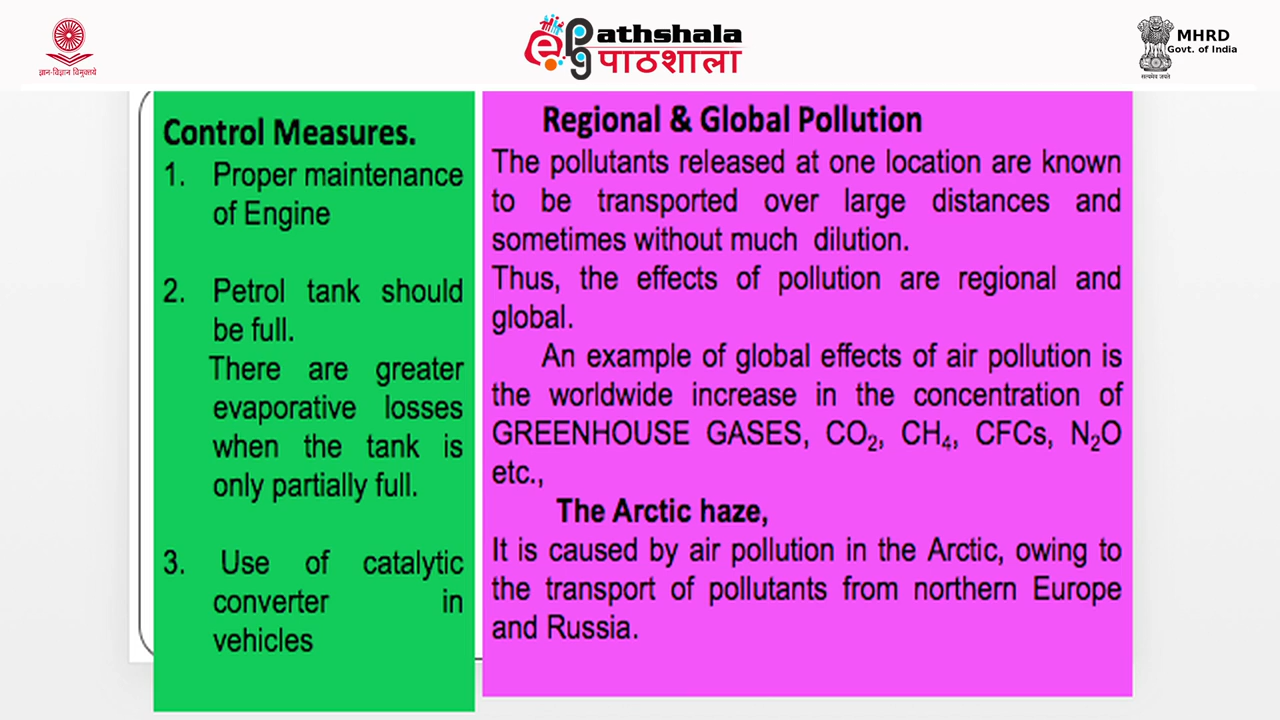 ज्ञान-विज्ञान विमुक्तये
ePG
Pathshala
पाठशाला
MHRD
Govt. of India
सत्यमेव जयते
Control Measures.
1. Proper maintenance
of Engine
2. Petrol tank should
be full.
There are greater
evaporative losses
when the tank is
only partially full.
3. Use of catalytic
converter in
vehicles
Regional & Global Pollution
The pollutants released at one location are known
to be transported over large distances and
sometimes without much dilution.
Thus, the effects of pollution are regional and
global.
An example of global effects of air pollution is
the worldwide increase in the concentration of
GREENHOUSE GASES, CO₂, CH₄, CFCs, N₂O
etc.,
The Arctic haze,
It is caused by air pollution in the Arctic, owing to
the transport of pollutants from northern Europe
and Russia.